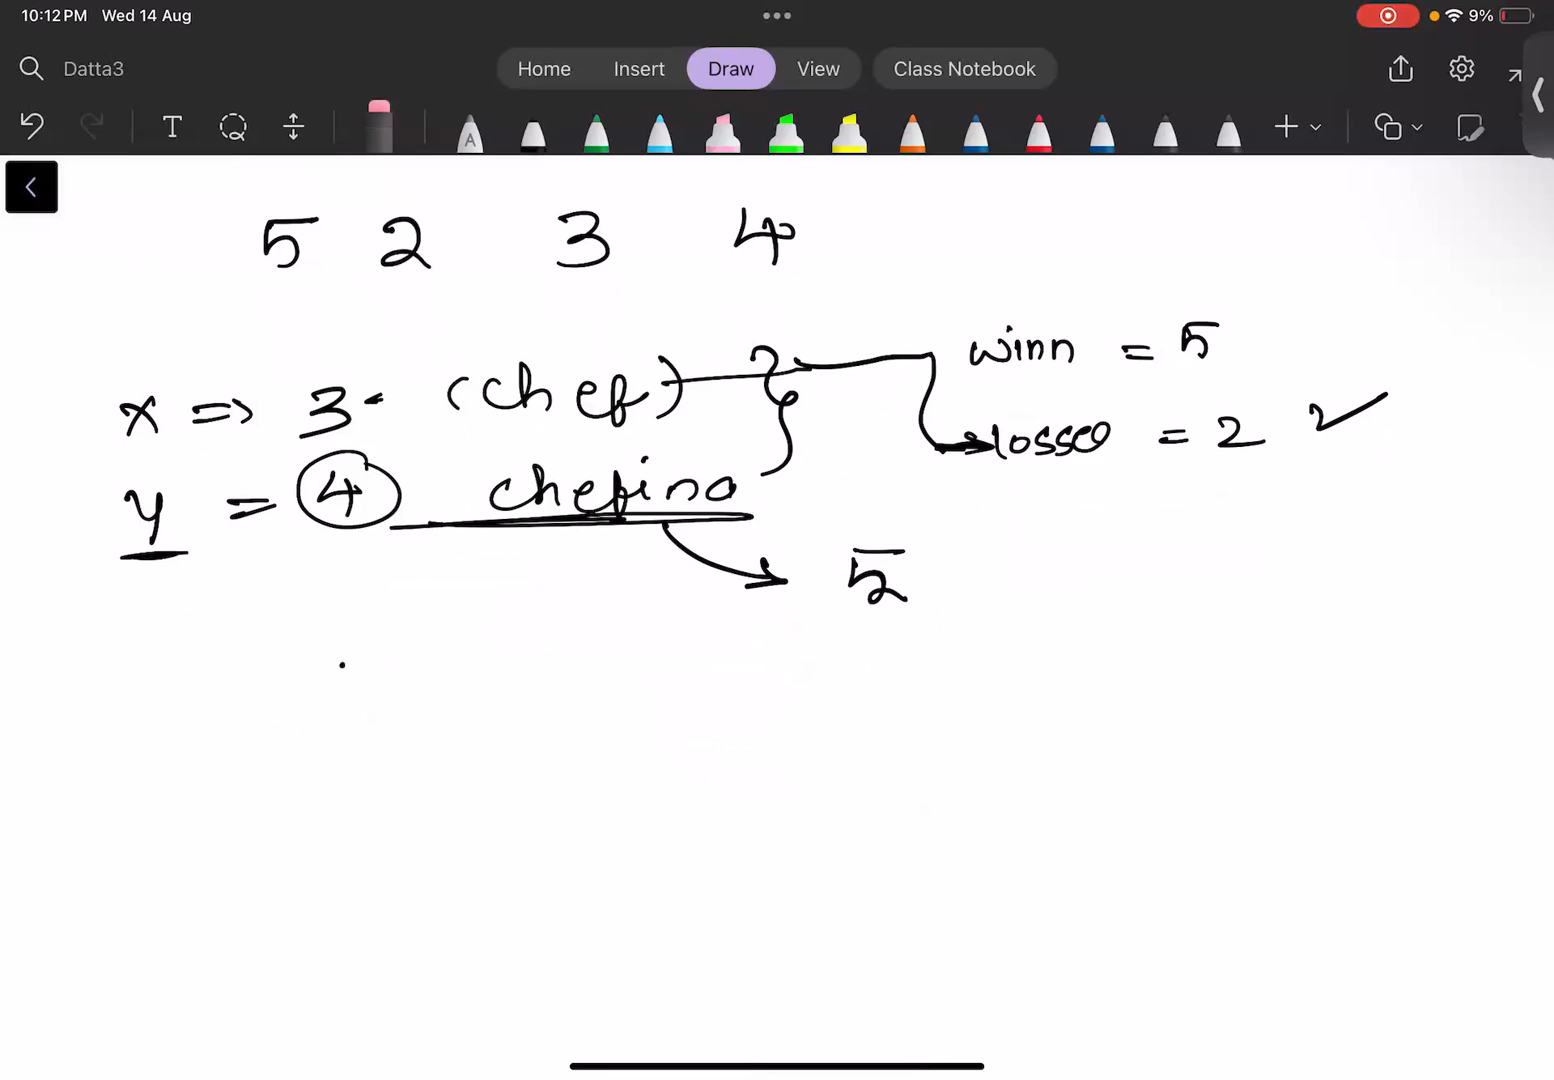 10:12 PM Wed 14 Aug 9%
Datta3 Home Insert Draw View Class Notebook
T A
5 2 3 4
winn = 5
x => 3 (chef)
= 2
y = 4 chefina
5